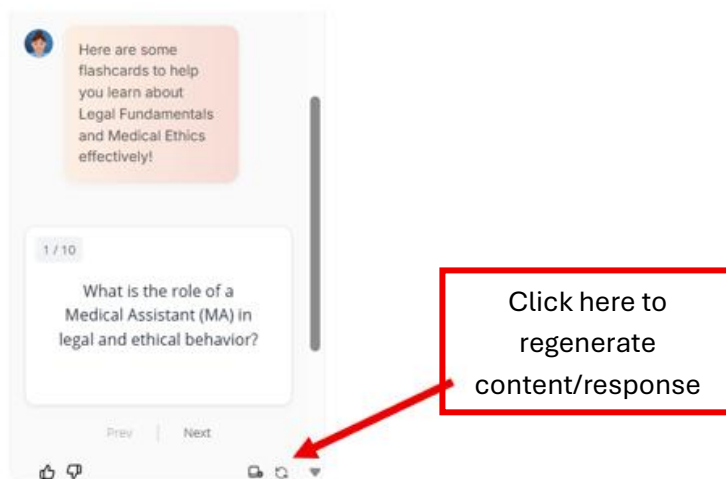 Here are some
flashcards to help
you learn about
Legal Fundamentals
and Medical Ethics
effectively!
1 / 10
What is the role of a
Medical Assistant (MA) in
legal and ethical behavior?
Prev | Next
Click here to
regenerate
content/response